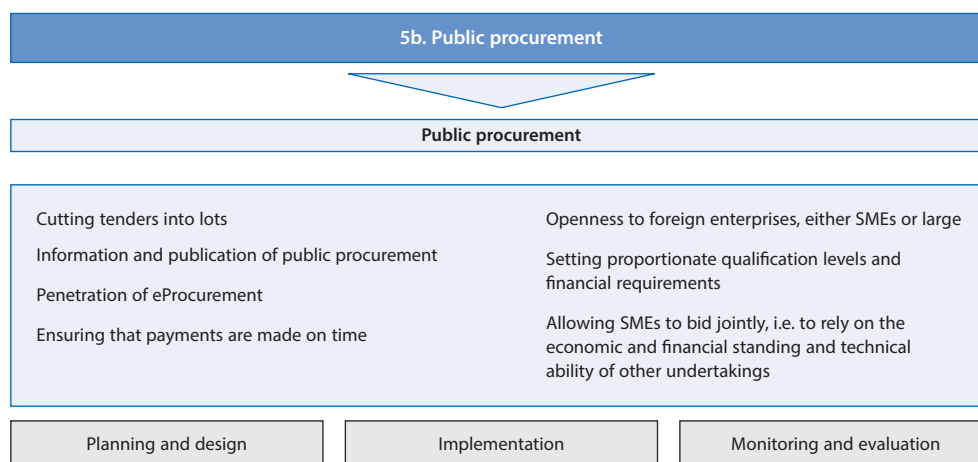 5b. Public procurement
Public procurement
Cutting tenders into lots
Information and publication of public procurement
Penetration of eProcurement
Ensuring that payments are made on time
Openness to foreign enterprises, either SMEs or large
Setting proportionate qualification levels and
financial requirements
Allowing SMEs to bid jointly, i.e. to rely on the
economic and financial standing and technical
ability of other undertakings
Planning and design
Implementation
Monitoring and evaluation